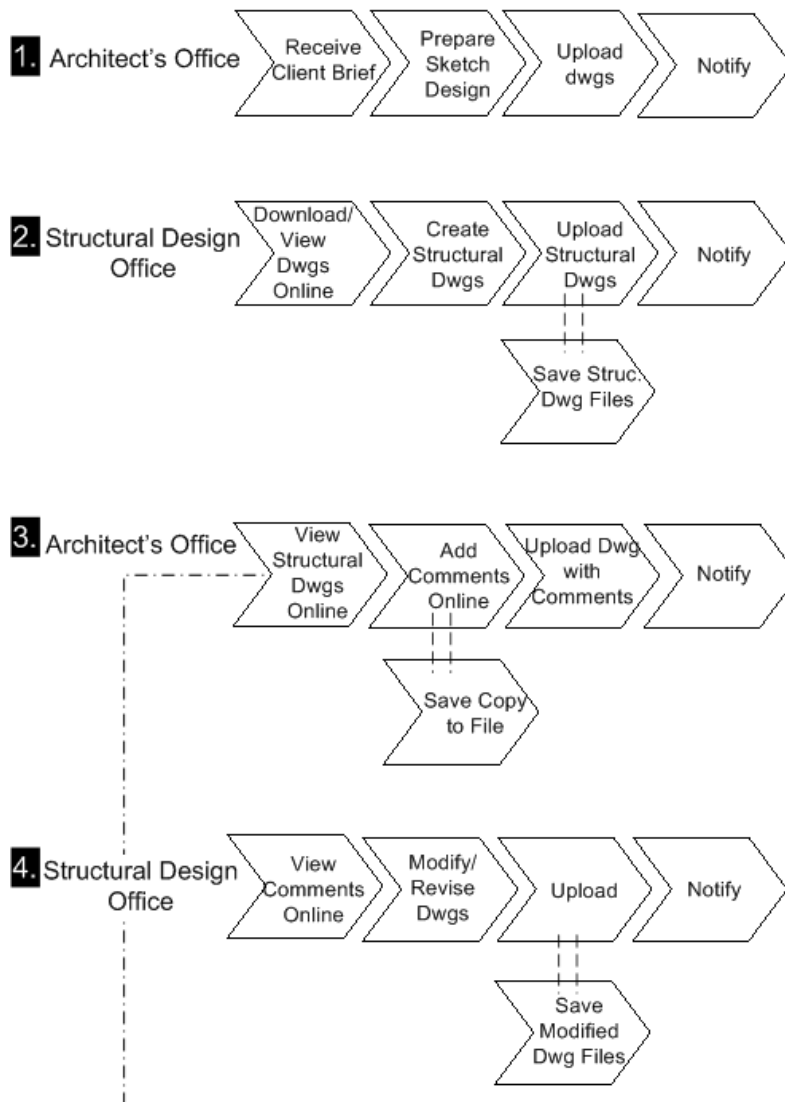 1. Architect's Office
Receive
Client Brief
Prepare
Sketch
Design
Upload
dwgs
Notify
2. Structural Design
Office
Download/
View
Dwgs
Online
Create
Structural
Dwgs
Upload
Structural
Dwgs
Notify
Save Struc.
Dwg Files
3. Architect's Office
View
Structural
Dwgs
Online
Add
Comments
Online
Upload Dwg
with
Comments
Notify
Save Copy
to File
4. Structural Design
Office
View
Comments
Online
Modify/
Revise
Dwgs
Upload
Notify
Save
Modified
Dwg Files